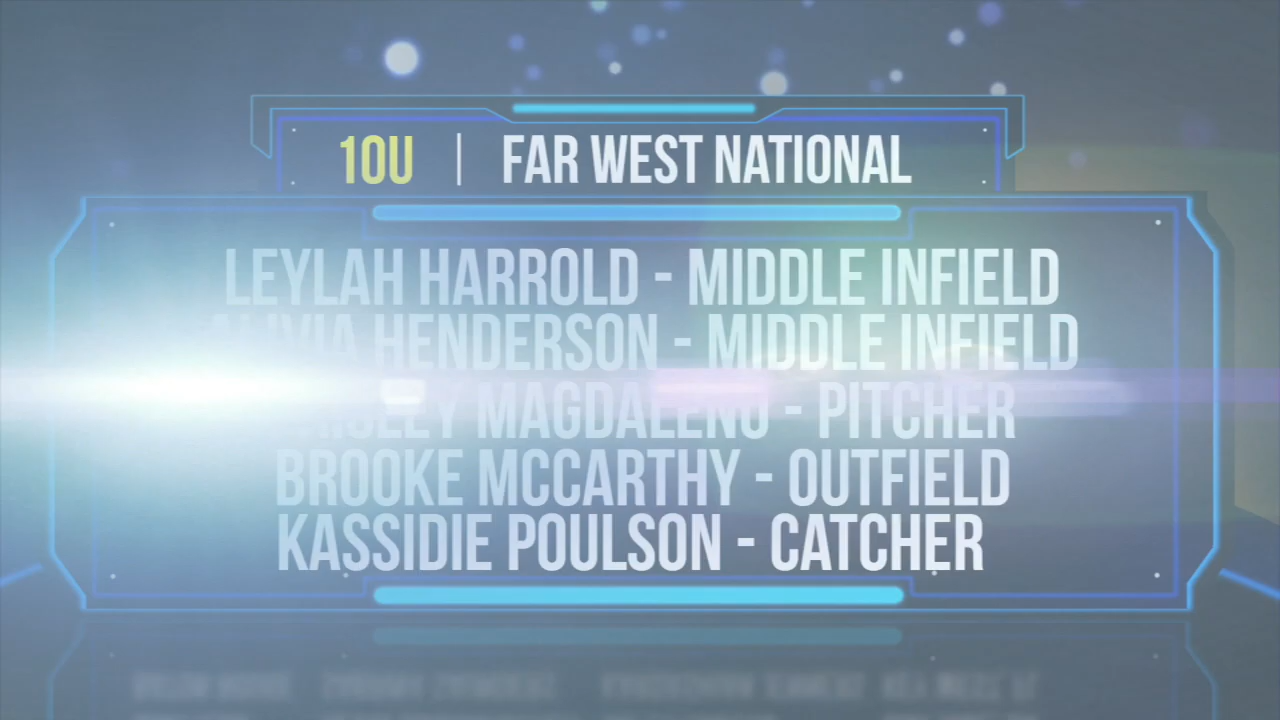 10U | FAR WEST NATIONAL
LEYLAH HARROLD - MIDDLE INFIELD
ALIVIA HENDERSON - MIDDLE INFIELD
MAGDALENO - PITCHER
BROOKE MCCARTHY - OUTFIELD
KASSIDIE POULSON - CATCHER